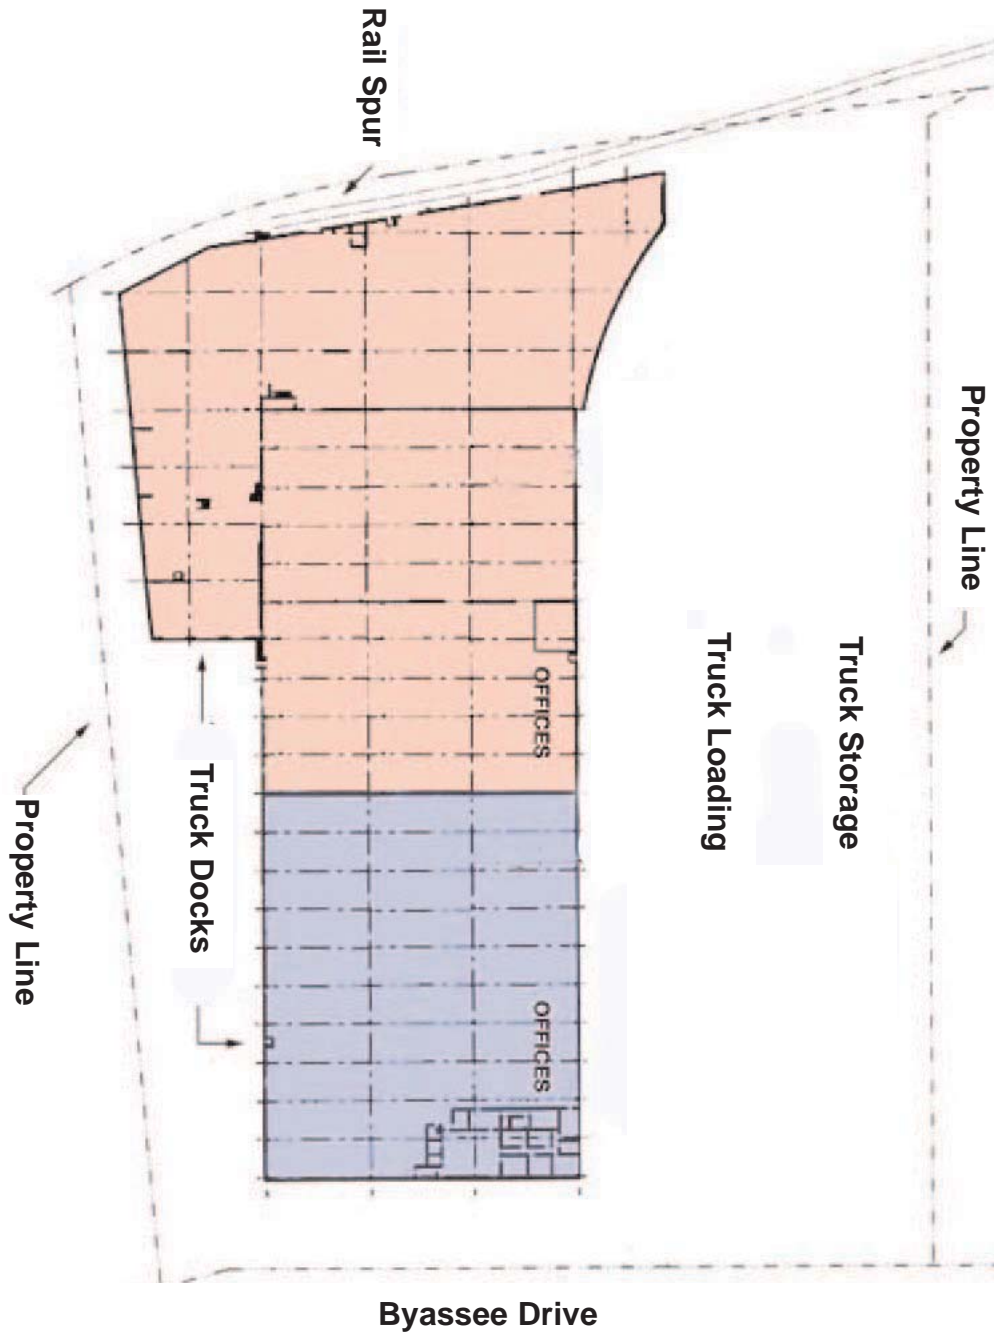 Rail Spur
Property Line
Truck Storage
Truck Loading
OFFICES
Truck Docks
Property Line
OFFICES
Byassee Drive